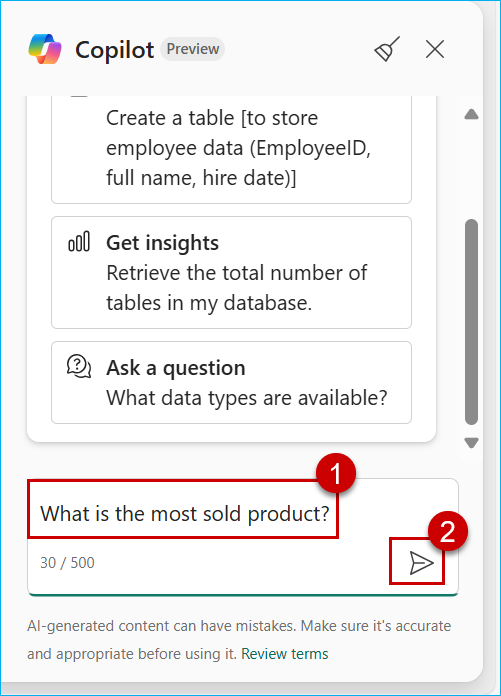 Copilot Preview
Create a table [to store
employee data (EmployeeID,
full name, hire date)]
Get insights
Retrieve the total number of
tables in my database.
Ask a question
What data types are available?
1
What is the most sold product?
2
30 / 500
AI-generated content can have mistakes. Make sure it's accurate
and appropriate before using it. Review terms